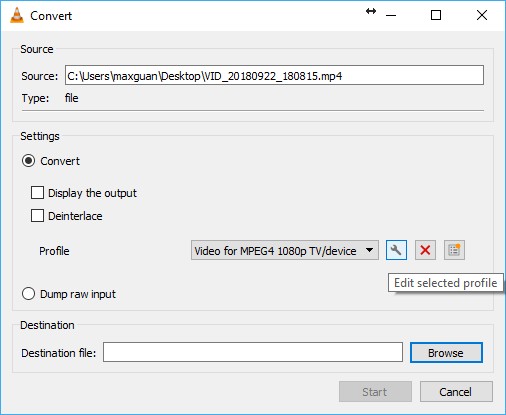 Convert
Source
Source: C:\Users\maxguan\Desktop\VID_20180922_180815.mp4
Type: file
Settings
Convert
Display the output
Deinterlace
Profile Video for MPEG4 1080p TV/device
Edit selected profile
Dump raw input
Destination
Destination file: Browse
Start Cancel